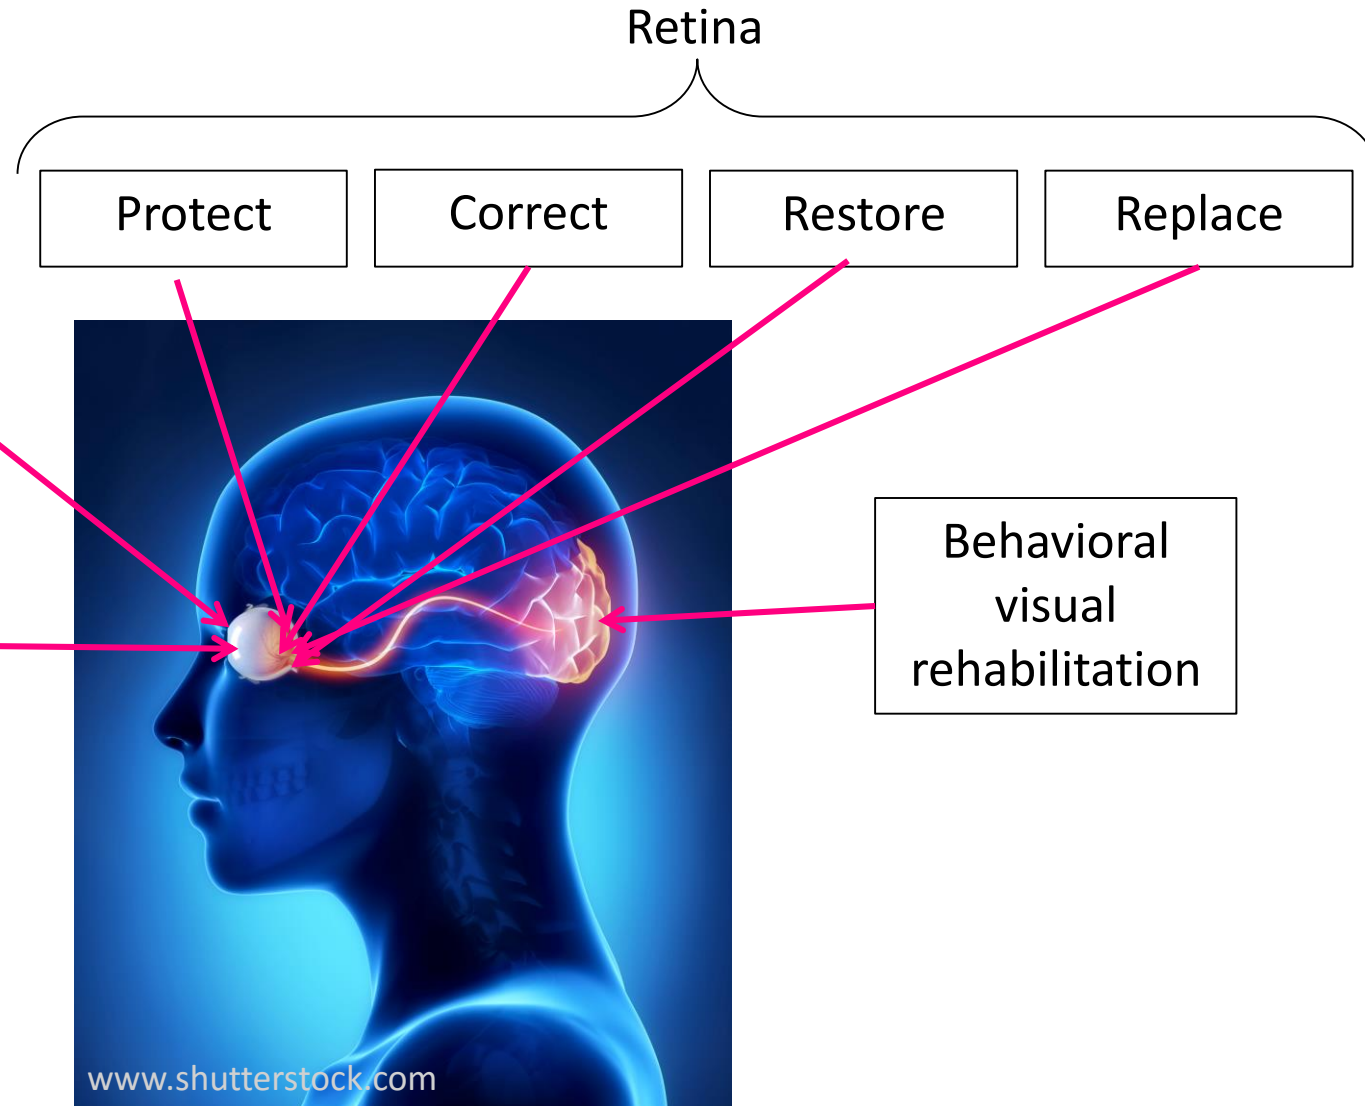 Retina
Protect
Correct
Restore
Replace
Behavioral
visual
rehabilitation
www.shutterstock.com